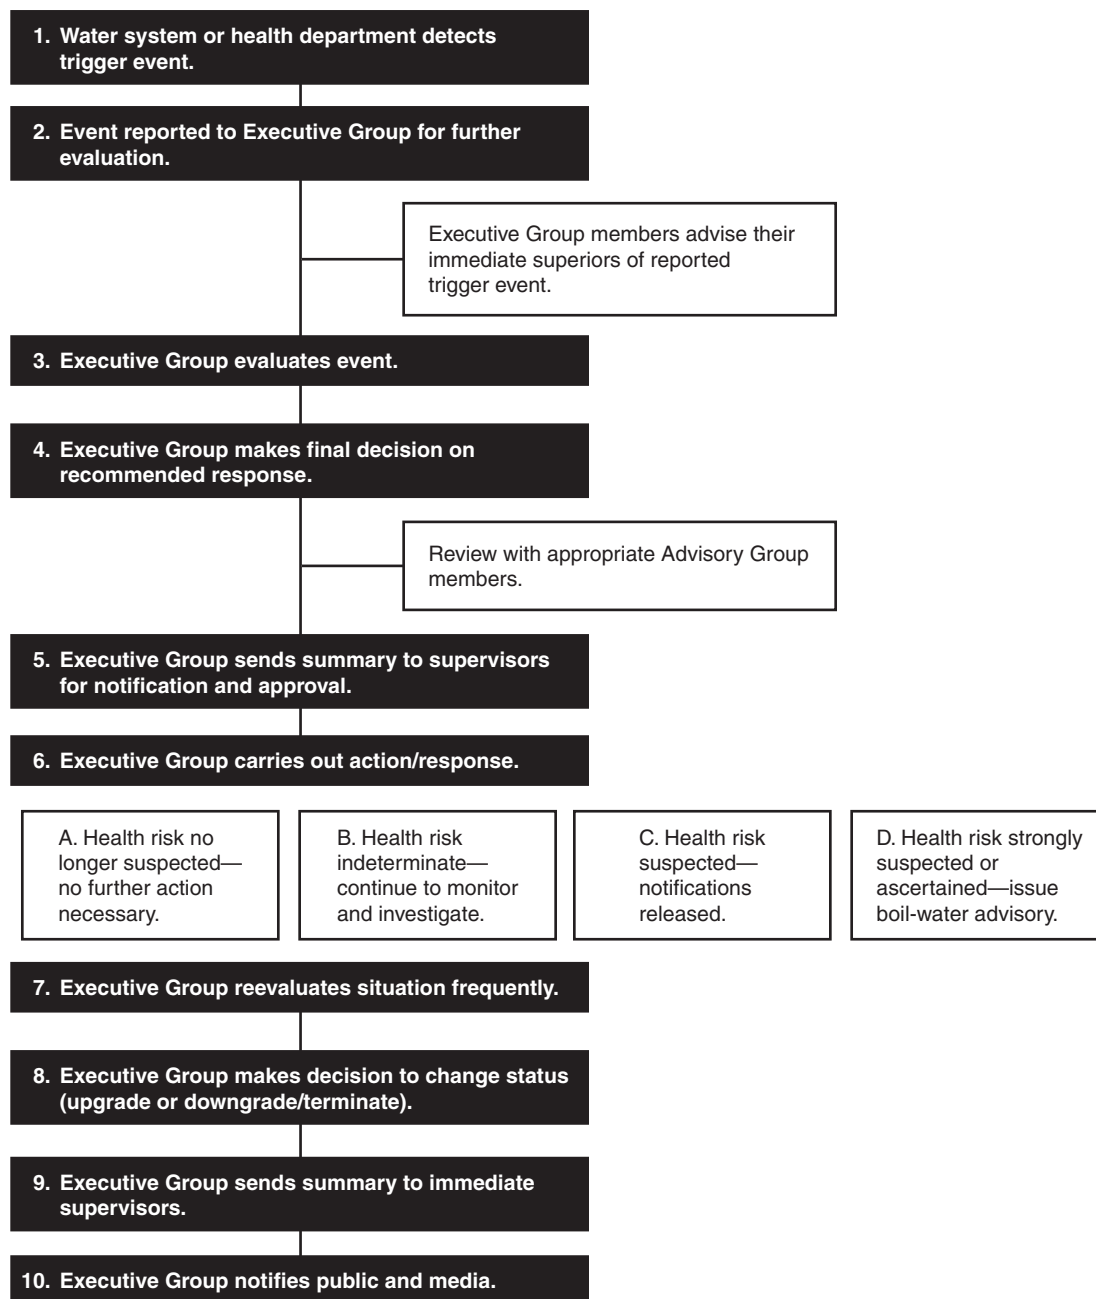 1. Water system or health department detects
trigger event.
2. Event reported to Executive Group for further
evaluation.
Executive Group members advise their
immediate superiors of reported
trigger event.
3. Executive Group evaluates event.
4. Executive Group makes final decision on
recommended response.
Review with appropriate Advisory Group
members.
5. Executive Group sends summary to supervisors
for notification and approval.
6. Executive Group carries out action/response.
A. Health risk no
longer suspected—
no further action
necessary.
B. Health risk
indeterminate—
continue to monitor
and investigate.
C. Health risk
suspected—
notifications
released.
D. Health risk strongly
suspected or
ascertained—issue
boil-water advisory.
7. Executive Group reevaluates situation frequently.
8. Executive Group makes decision to change status
(upgrade or downgrade/terminate).
9. Executive Group sends summary to immediate
supervisors.
10. Executive Group notifies public and media.